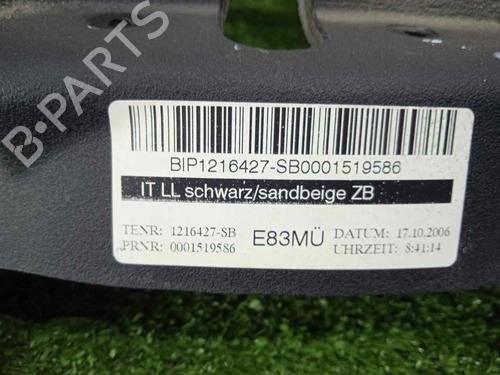 B-PARTS
BIP1216427-SB0001519586
IT LL schwarz/sandbeige ZB
TENR: 1216427-SB E83MÜ DATUM: 17.10.2006
PRNR: 0001519586 UHRZEIT: 8:41:14